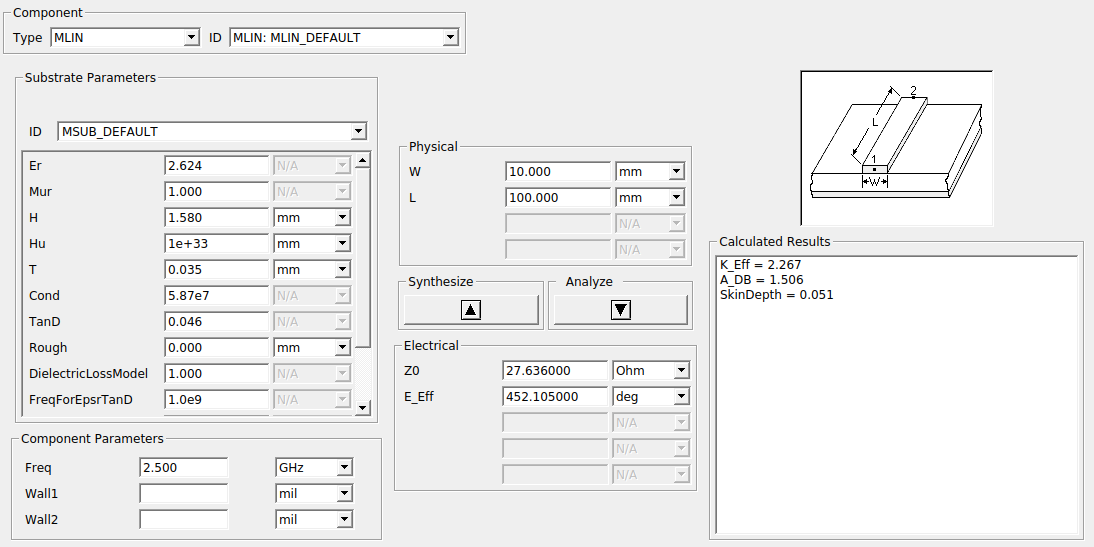 Component
Type MLIN ID MLIN: MLIN_DEFAULT
Substrate Parameters
ID MSUB_DEFAULT
Er 2.624 N/A
Mur 1.000 N/A
H 1.580 mm
Hu 1e+33 mm
T 0.035 mm
Cond 5.87e7 N/A
TanD 0.046 N/A
Rough 0.000 mm
DielectricLossModel 1.000 N/A
FreqForEpsrTanD 1.0e9 N/A
Component Parameters
Freq 2.500 GHz
Wall1 mil
Wall2 mil
Physical
W 10.000 mm
L 100.000 mm
N/A
N/A
Synthesize Analyze
Electrical
Z0 27.636000 Ohm
E_Eff 452.105000 deg
N/A
N/A
N/A
2
L
1
W
Calculated Results
K_Eff = 2.267
A_DB = 1.506
SkinDepth = 0.051